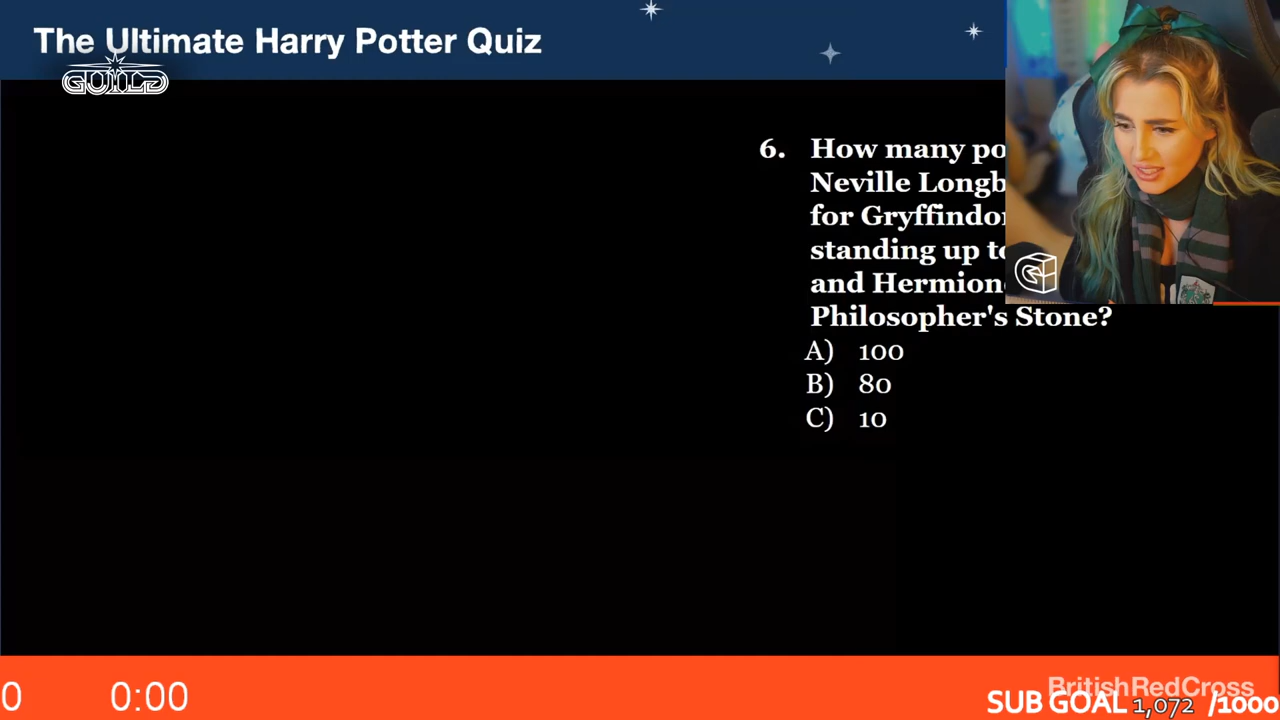 The Ultimate Harry Potter Quiz
GUILD
6. How many po
Neville Longb
for Gryffindor
standing up to
and Hermione
Philosopher's Stone?
A) 100
B) 80
C) 10
0 0:00
BritishRedCross
SUB GOAL 1,072 /1000